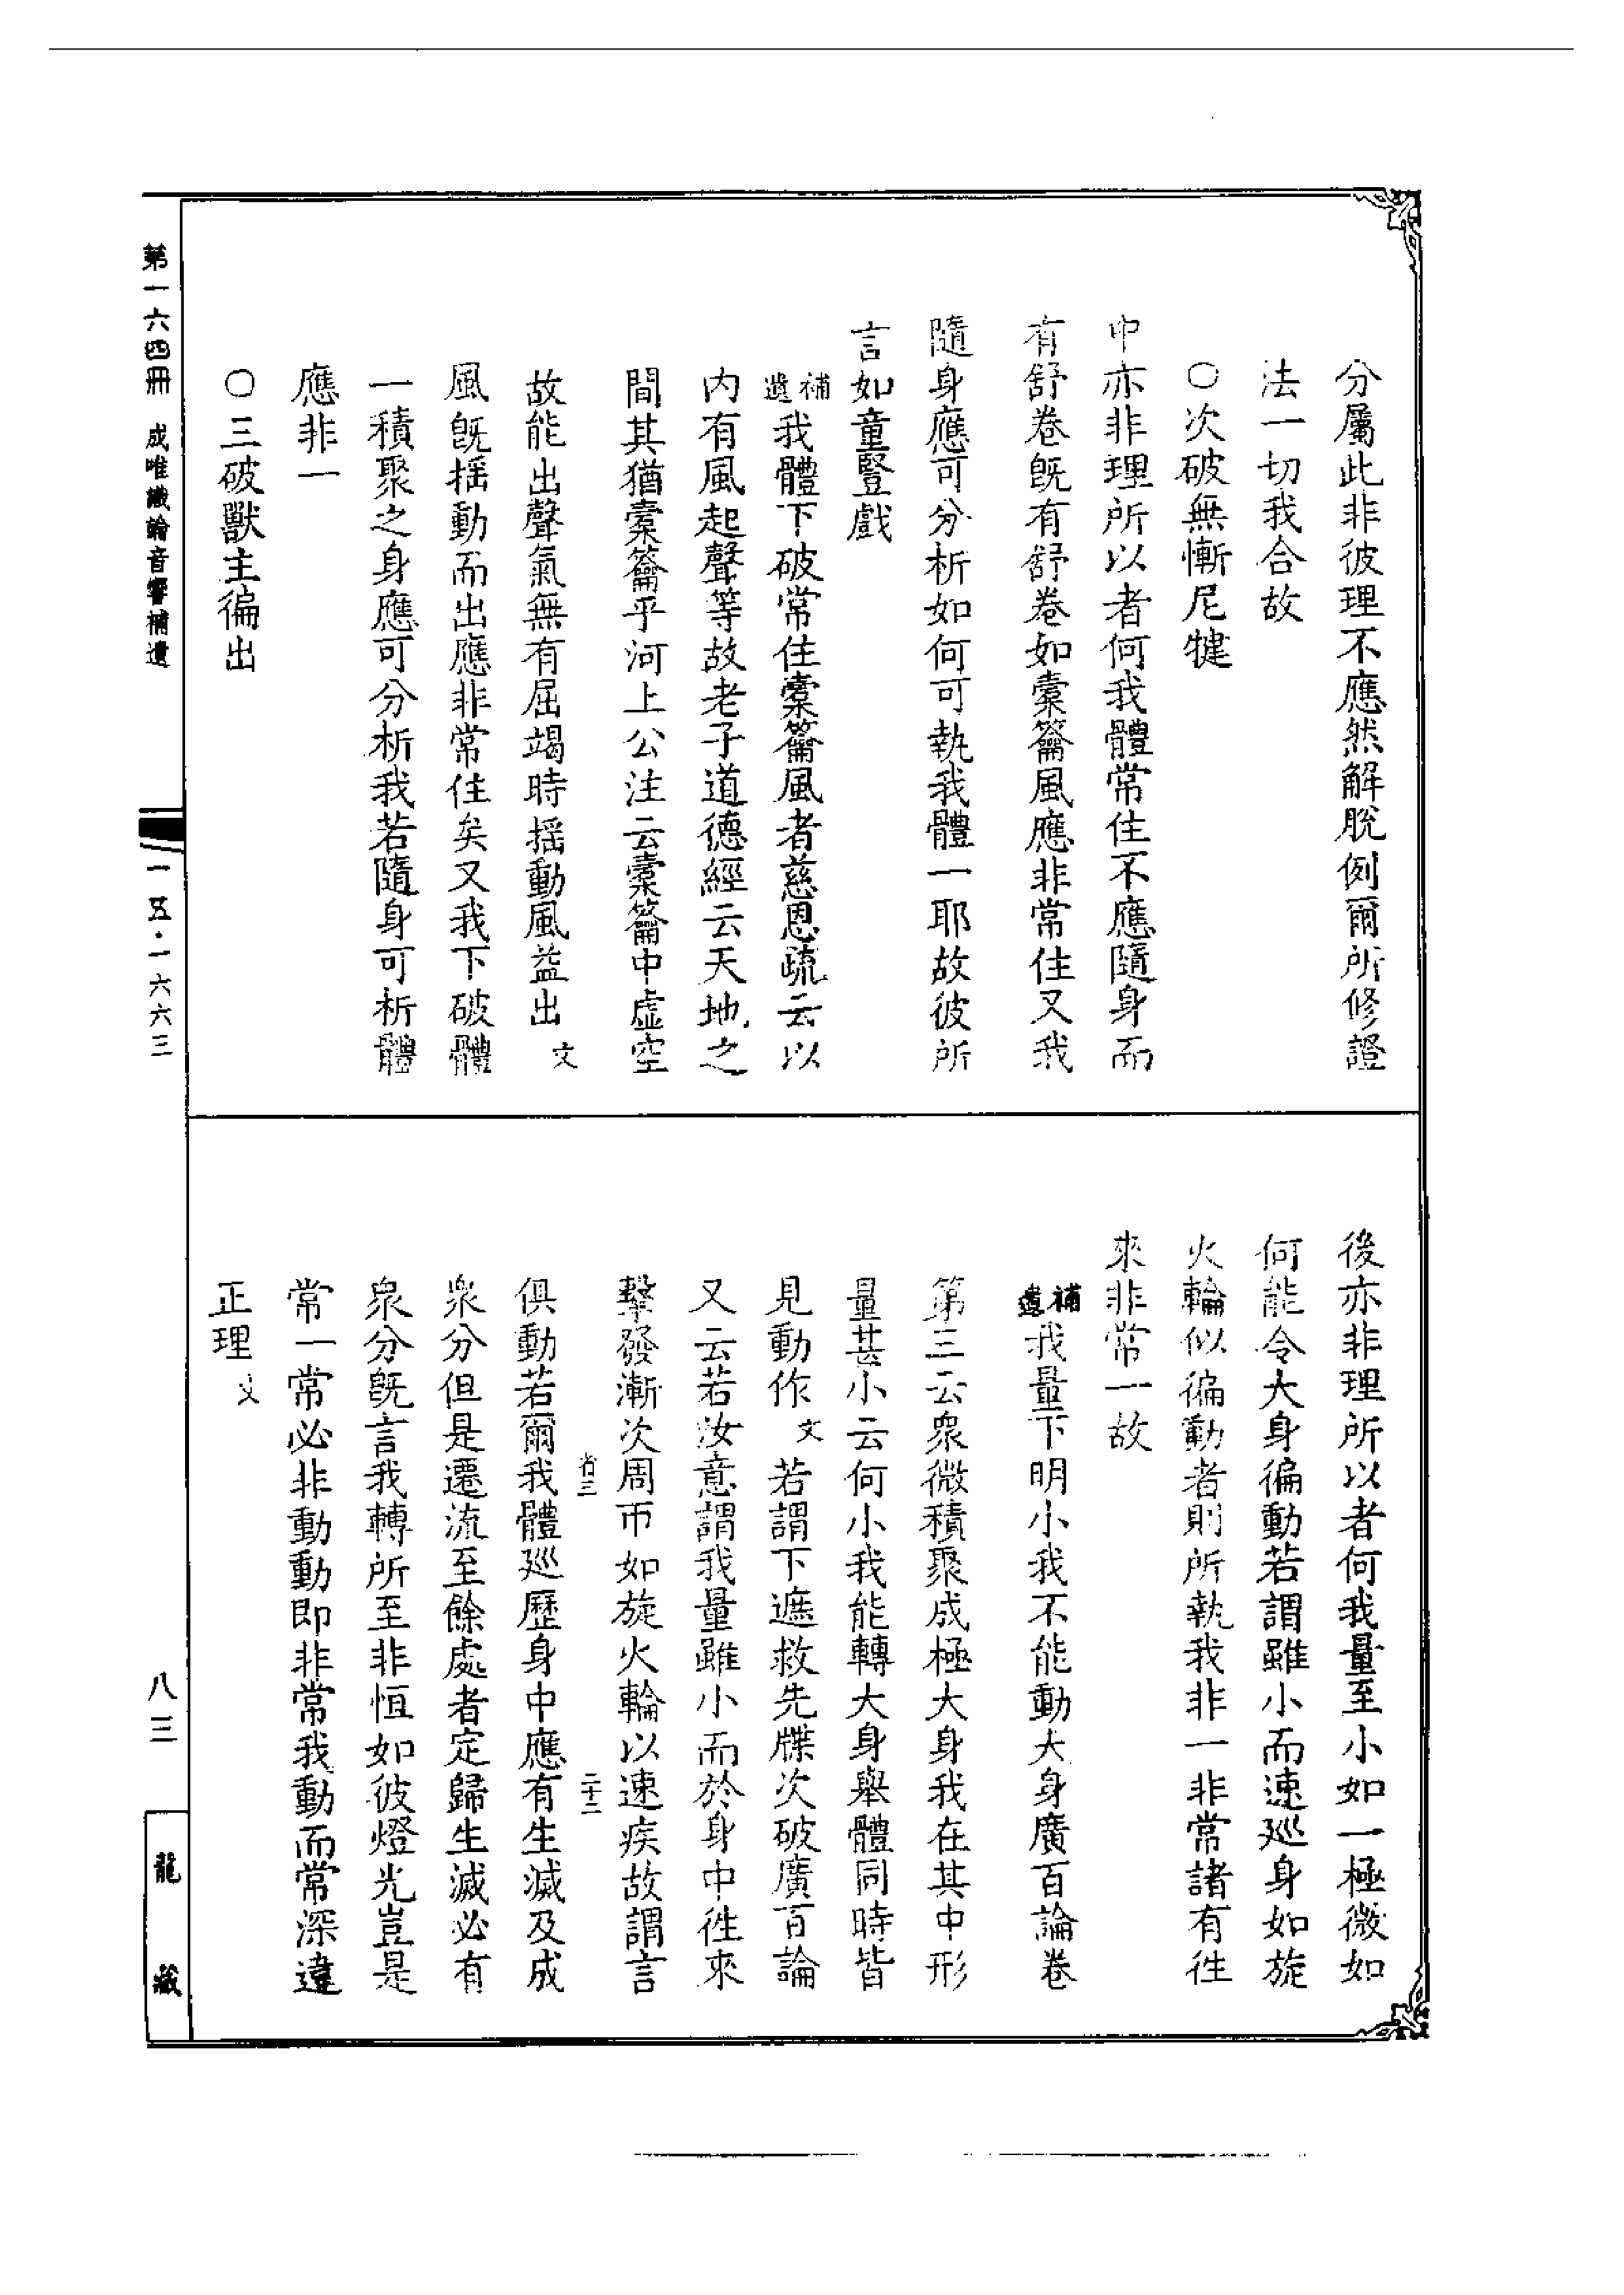 分屬此非彼理不應然解脫例爾所修證
法一切我合故
○次破無慚尼犍
中亦非理所以者何我體常住不應隨身而
有舒卷旣有舒卷如橐籥風應非常住又我
隨身應可分析如何可執我體一耶故彼所
言如童豎戲
補遺我體下破常住橐籥風者慈恩疏云以
内有風起聲等故老子道德經云天地之
間其猶橐籥乎河上公注云橐籥中虛空
故能出聲氣無有屈竭時揺動風益出文
風旣揺動而出應非常住矣又我下破體
一積聚之身應可分析我若隨身可析體
應非一
○三破獸主徧出
後亦非理所以者何我量至小如一極微如
何能令大身徧動若謂雖小而速巡身如旋
火輪似徧動者則所執我非一非常諸有徃
來非常一故
補遺我量下明小我不能動大身廣百論卷
第三云衆微積聚成極大身我在其中形
量甚小云何小我能轉大身舉體同時皆
見動作文若謂下遮救先牒次破廣百論
又云若汝意謂我量雖小而於身中徃來
擊發漸次周帀如旋火輪以速疾故謂言
俱動若爾我體巡歷身中應有生滅及成
衆分但是遷流至餘處者定歸生滅必有
衆分旣言我轉所至非恒如彼燈光豈是
常一常必非動動即非常我動而常深違
正理文
省三
二十二
第一六四冊 成唯識論音響補遺
一五·一六六三
八三
龍藏